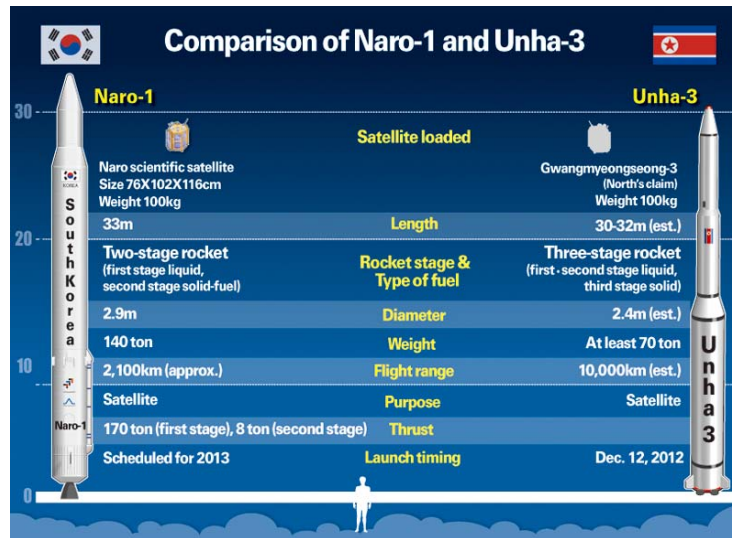 Comparison of Naro-1 and Unha-3
Naro-1
Unha-3
30
Satellite loaded
Naro scientific satellite
Size 76X102X116cm
Weight 100kg
Gwangmyeongseong-3
(North's claim)
Weight 100kg
33m
Length
30-32m (est.)
20
Two-stage rocket
(first stage liquid,
second stage solid-fuel)
Rocket stage &
Type of fuel
Three-stage rocket
(first·second stage liquid,
third stage solid)
2.9m
Diameter
2.4m (est.)
140 ton
Weight
At least 70 ton
10
2,100km (approx.)
Flight range
10,000km (est.)
Satellite
Purpose
Satellite
170 ton (first stage), 8 ton (second stage)
Thrust
Scheduled for 2013
Launch timing
Dec. 12, 2012
0
KOREA
South Korea
Naro-1
Unha3